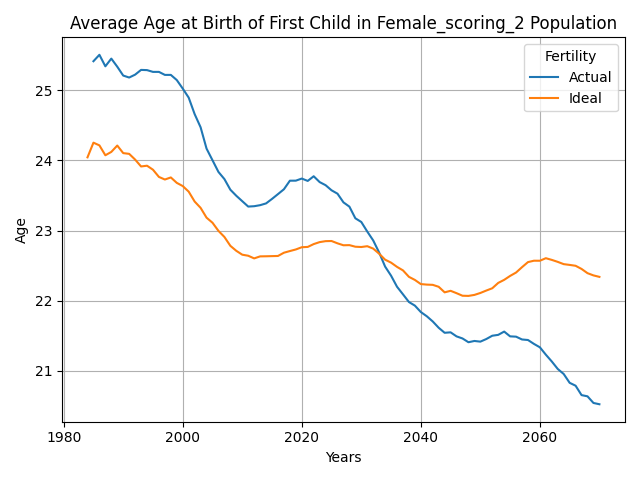 Average Age at Birth of First Child in Female_scoring_2 Population
Fertility
Actual
Ideal
Age
25
24
23
22
21
1980
2000
2020
2040
2060
Years